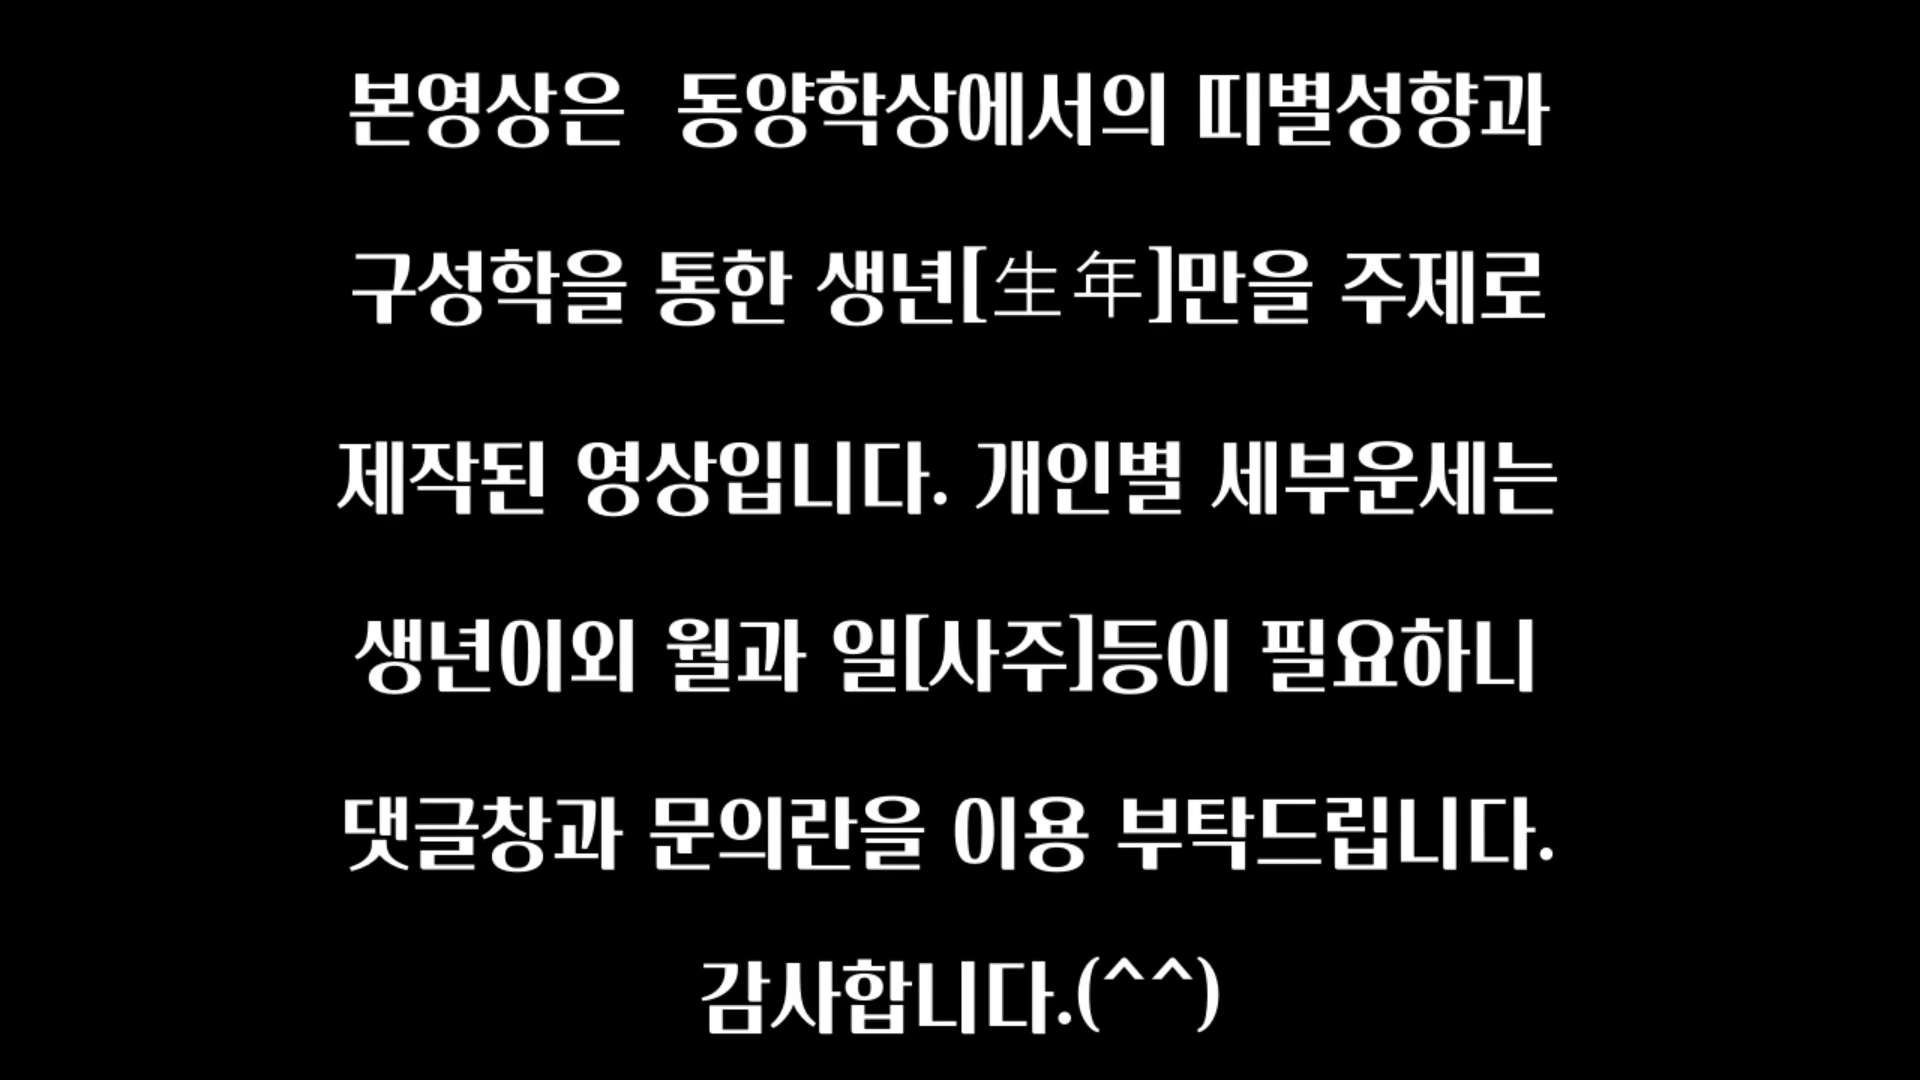 본영상은 동양학상에서의 띠별성향과
구성학을 통한 생년[生年]만을 주제로
제작된 영상입니다. 개인별 세부운세는
생년이외 월과 일[사주]등이 필요하니
댓글창과 문의란을 이용 부탁드립니다.
감사합니다.(^^)